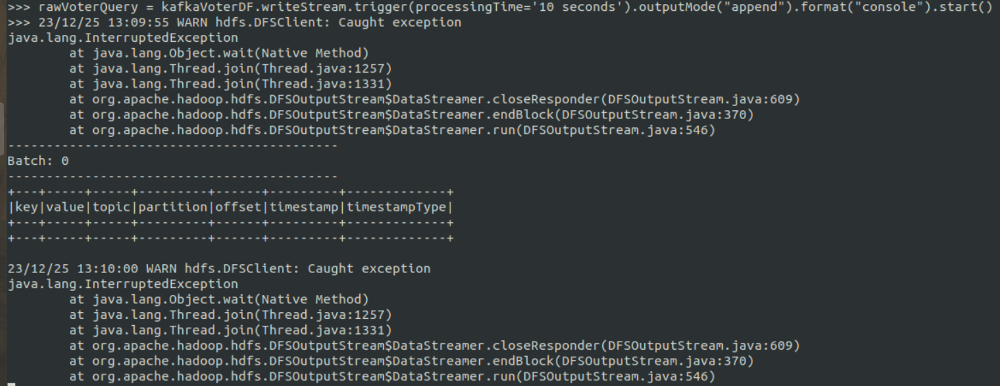 >>> rawVoterQuery = kafkaVoterDF.writeStream.trigger(processingTime='10 seconds').outputMode("append").format("console").start()
>>> 23/12/25 13:09:55 WARN hdfs.DFSClient: Caught exception
java.lang.InterruptedException
        at java.lang.Object.wait(Native Method)
        at java.lang.Thread.join(Thread.java:1257)
        at java.lang.Thread.join(Thread.java:1331)
        at org.apache.hadoop.hdfs.DFSOutputStream$DataStreamer.closeResponder(DFSOutputStream.java:609)
        at org.apache.hadoop.hdfs.DFSOutputStream$DataStreamer.endBlock(DFSOutputStream.java:370)
        at org.apache.hadoop.hdfs.DFSOutputStream$DataStreamer.run(DFSOutputStream.java:546)
-------------------------------------------
Batch: 0
-------------------------------------------
+---+-----+-----+---------+------+---------+-------------+
|key|value|topic|partition|offset|timestamp|timestampType|
+---+-----+-----+---------+------+---------+-------------+
+---+-----+-----+---------+------+---------+-------------+
23/12/25 13:10:00 WARN hdfs.DFSClient: Caught exception
java.lang.InterruptedException
        at java.lang.Object.wait(Native Method)
        at java.lang.Thread.join(Thread.java:1257)
        at java.lang.Thread.join(Thread.java:1331)
        at org.apache.hadoop.hdfs.DFSOutputStream$DataStreamer.closeResponder(DFSOutputStream.java:609)
        at org.apache.hadoop.hdfs.DFSOutputStream$DataStreamer.endBlock(DFSOutputStream.java:370)
        at org.apache.hadoop.hdfs.DFSOutputStream$DataStreamer.run(DFSOutputStream.java:546)